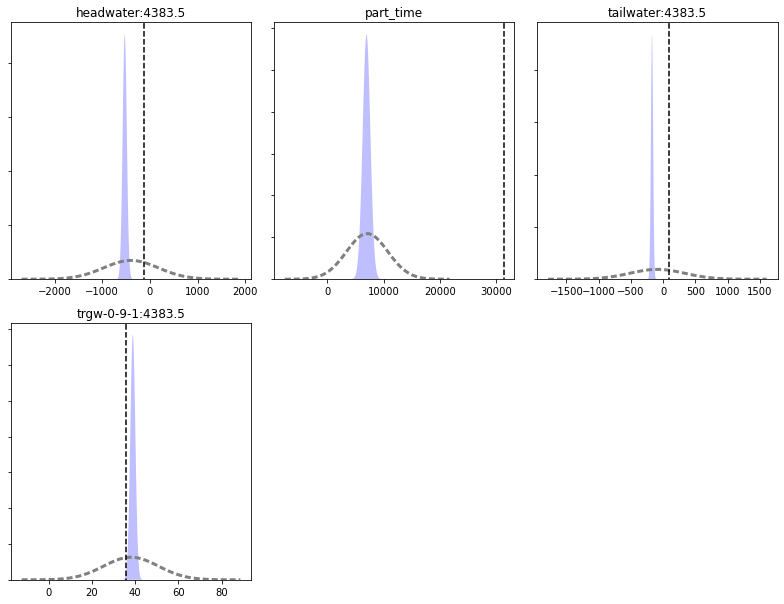 headwater:4383.5
part_time
tailwater:4383.5
−2000 −1000 0 1000 2000
0 10000 20000 30000
−1500 −1000 −500 0 500 1000 1500
trgw-0-9-1:4383.5
0 20 40 60 80